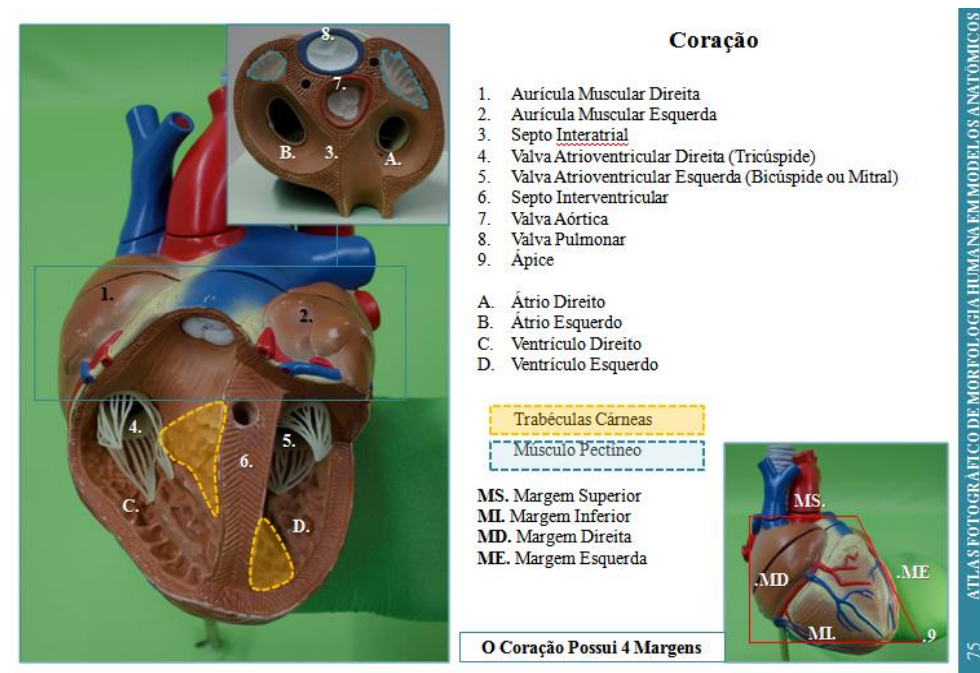 8.
7.
B.
3.
A.
1.
2.
4.
5.
6.
C.
D.
Coração
1. Aurícula Muscular Direita
2. Aurícula Muscular Esquerda
3. Septo Interatrial
4. Valva Atrioventricular Direita (Tricúspide)
5. Valva Atrioventricular Esquerda (Bicúspide ou Mitral)
6. Septo Interventricular
7. Valva Aórtica
8. Valva Pulmonar
9. Ápice
A. Átrio Direito
B. Átrio Esquerdo
C. Ventrículo Direito
D. Ventrículo Esquerdo
Trabéculas Cárneas
Músculo Pectíneo
MS. Margem Superior
MI. Margem Inferior
MD. Margem Direita
ME. Margem Esquerda
O Coração Possui 4 Margens
MS.
.MD
.ME
MI.
.9
ATLAS FOTOGRÁFICO DE MORFOLOGIA HUMANA EM MODELOS ANATÔMICOS
75